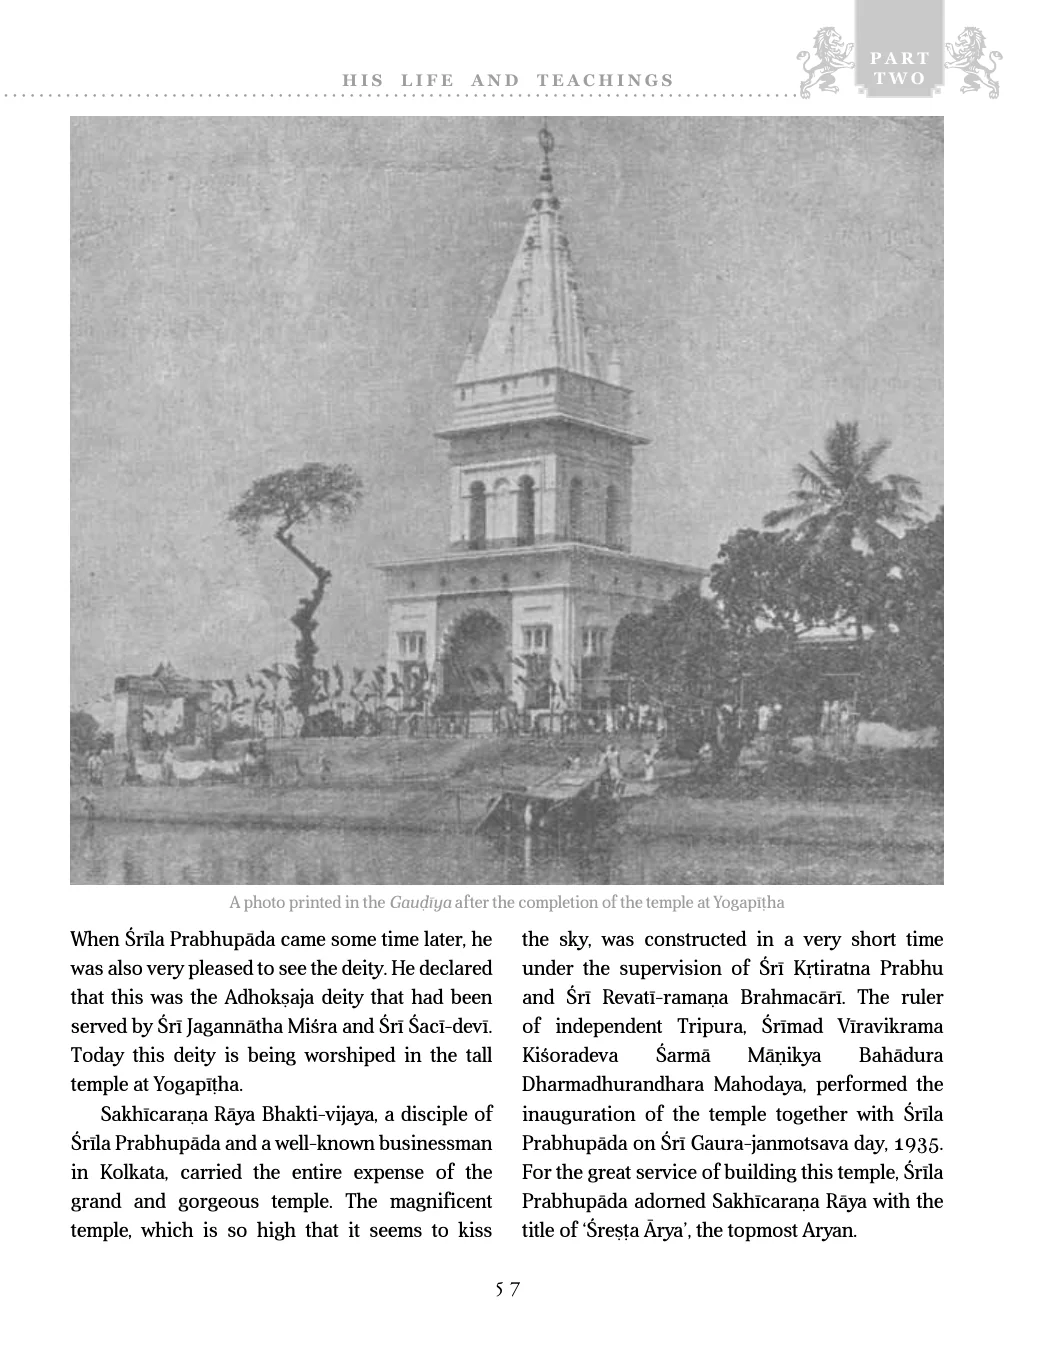 HIS LIFE AND TEACHINGS
PART
TWO
A photo printed in the Gauḍīya after the completion of the temple at Yogapīṭha
When Śrīla Prabhupāda came some time later, he
was also very pleased to see the deity. He declared
that this was the Adhokṣaja deity that had been
served by Śrī Jagannātha Miśra and Śrī Śacī-devī.
Today this deity is being worshiped in the tall
temple at Yogapīṭha.
Sakhīcaraṇa Rāya Bhakti-vijaya, a disciple of
Śrīla Prabhupāda and a well-known businessman
in Kolkata, carried the entire expense of the
grand and gorgeous temple. The magnificent
temple, which is so high that it seems to kiss
the sky, was constructed in a very short time
under the supervision of Śrī Kṛtiratna Prabhu
and Śrī Revatī-ramaṇa Brahmacārī. The ruler
of independent Tripura, Śrīmad Vīravikrama
Kiśoradeva Śarmā Māṇikya Bahādura
Dharmadhurandhara Mahodaya, performed the
inauguration of the temple together with Śrīla
Prabhupāda on Śrī Gaura-janmotsava day, 1935.
For the great service of building this temple, Śrīla
Prabhupāda adorned Sakhīcaraṇa Rāya with the
title of ‘Śreṣṭa Ārya’, the topmost Aryan.
57